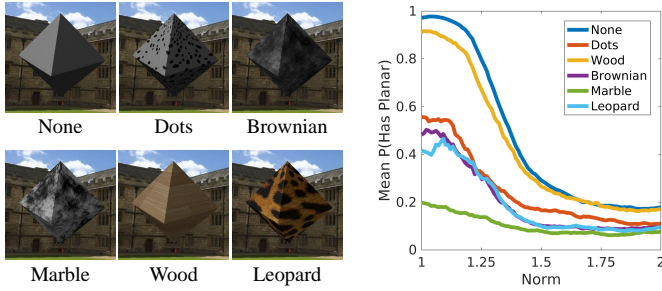 None Dots Brownian
Marble Wood Leopard
Mean P(Has Planar)
1
0.8
0.6
0.4
0.2
0
1 1.25 1.5 1.75 2
Norm
None
Dots
Wood
Brownian
Marble
Leopard